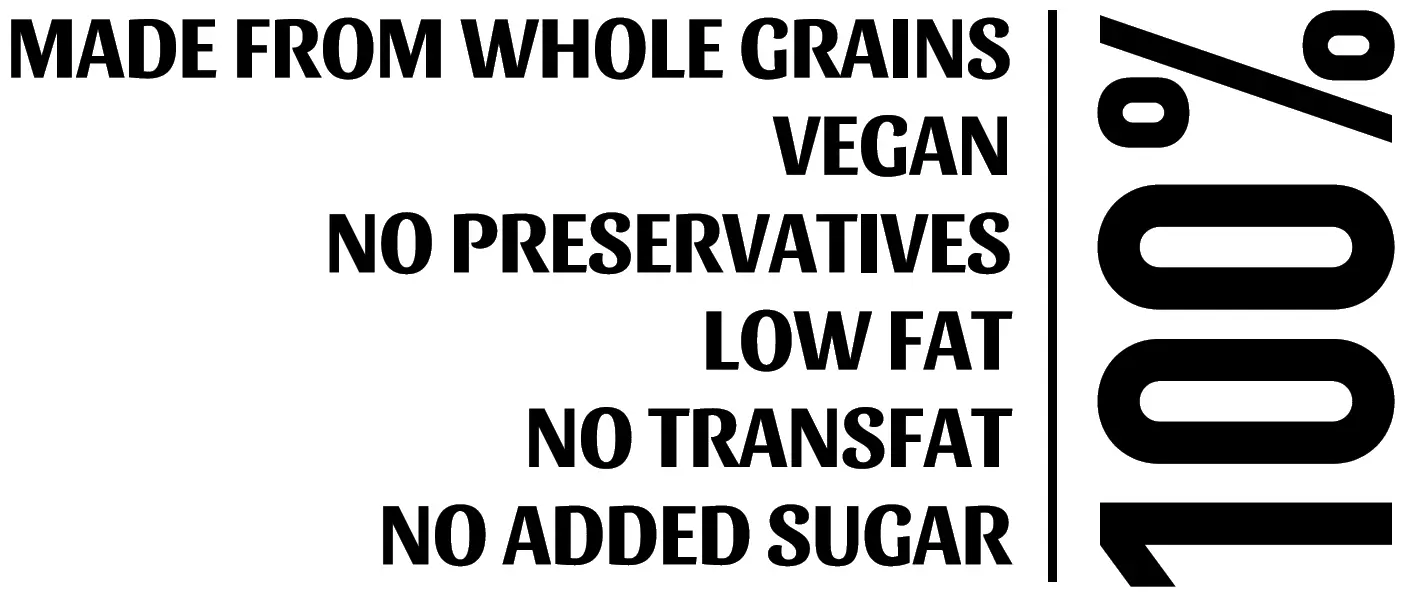 MADE FROM WHOLE GRAINS
VEGAN
NO PRESERVATIVES
LOW FAT
NO TRANSFAT
NO ADDED SUGAR
100%